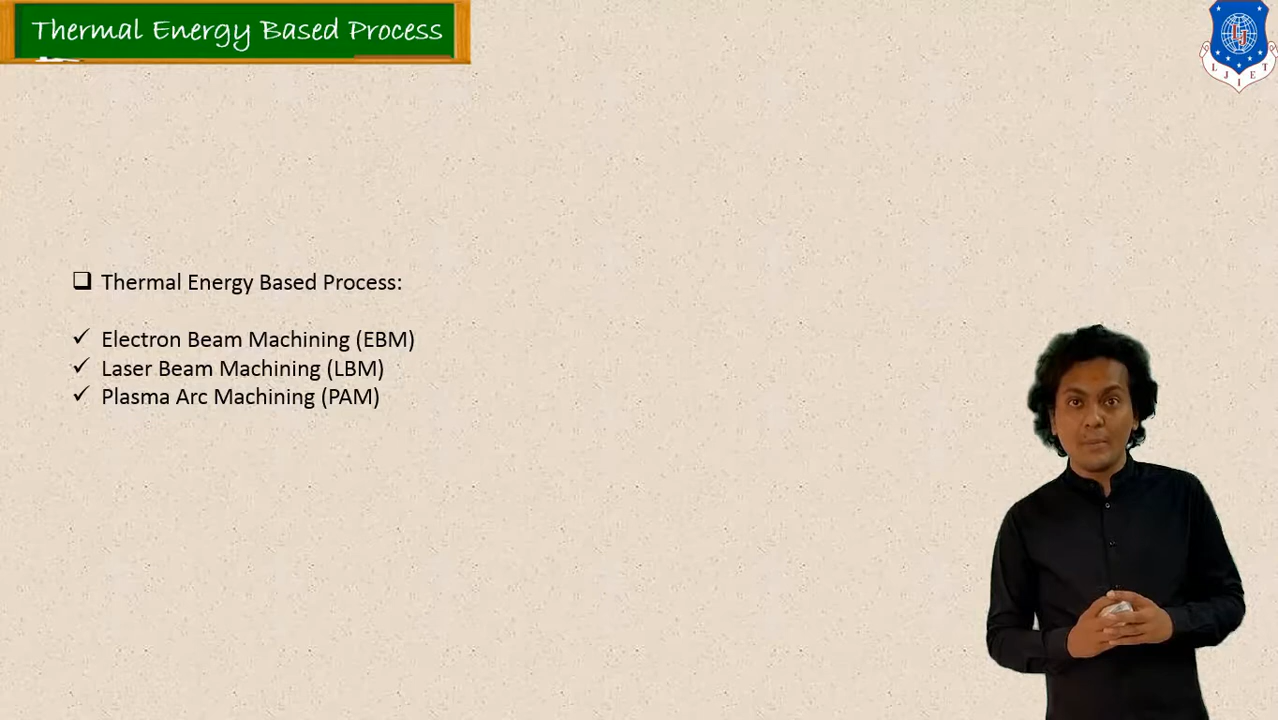 Thermal Energy Based Process
LJIET
Thermal Energy Based Process:
Electron Beam Machining (EBM)
Laser Beam Machining (LBM)
Plasma Arc Machining (PAM)